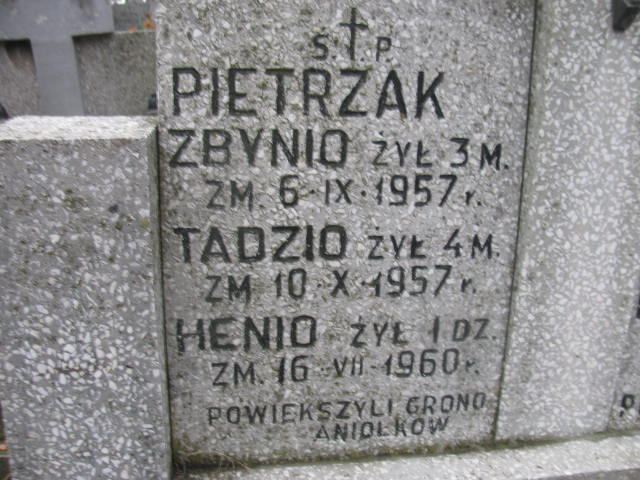 Ś. P.
PIETRZAK
ZBYNIO ŻYŁ 3 M.
ZM. 6·IX·1957 r.
TADZIO ŻYŁ 4 M.
ZM 10·X·1957 r.
HENIO ŻYŁ 1 DZ.
ZM. 16·VII·1960 r.
POWIEKSZYLI GRONO
ANIOŁKÓW